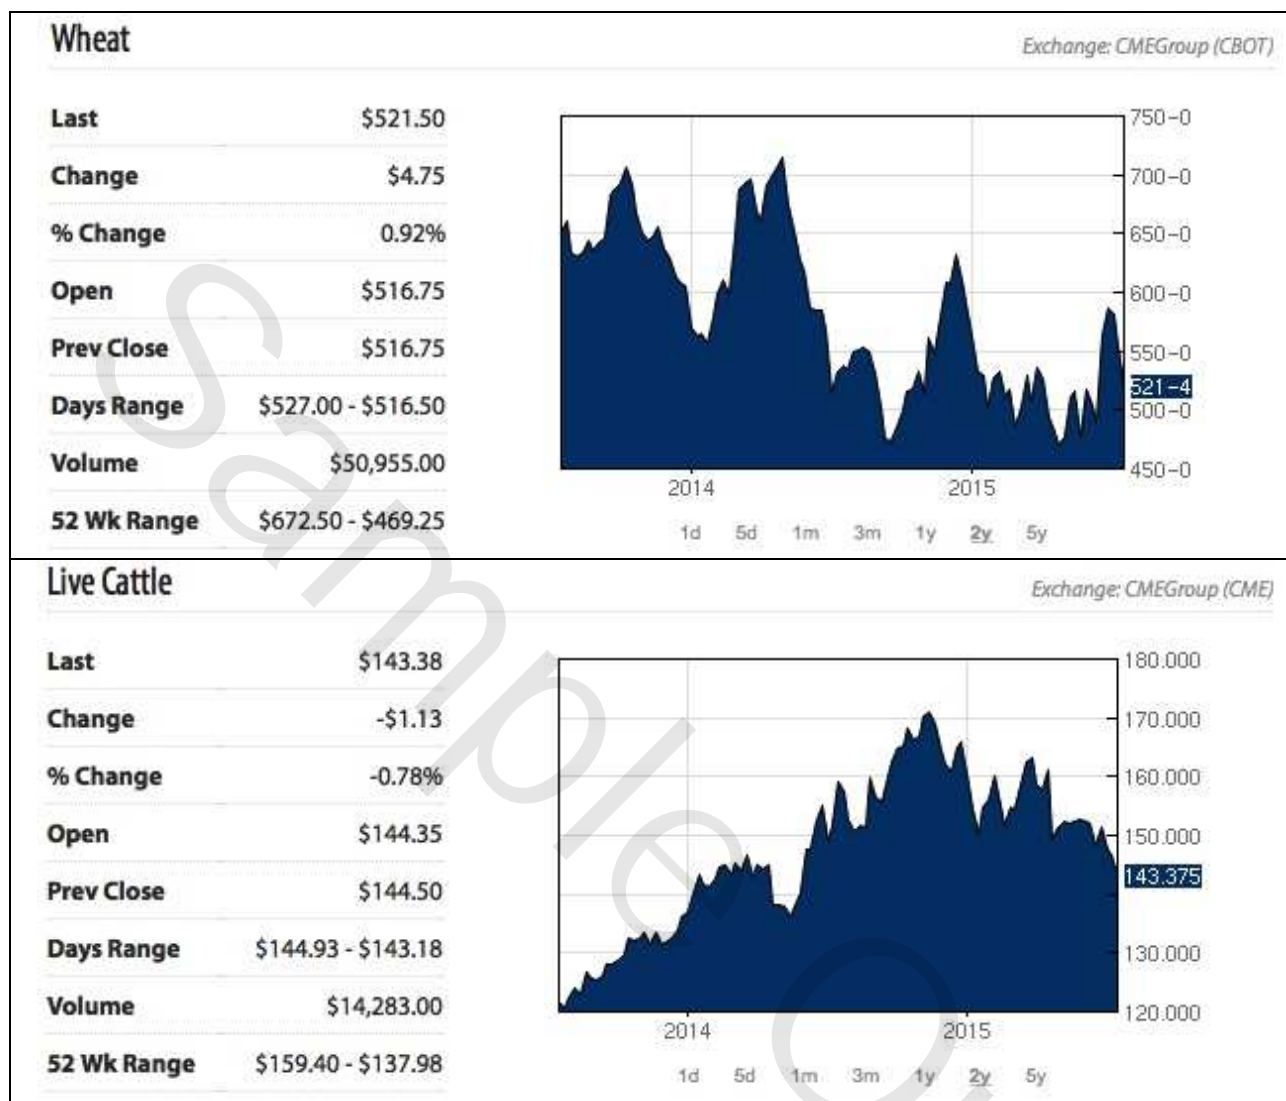 Wheat
Exchange: CMEGroup (CBOT)
Last $521.50
Change $4.75
% Change 0.92%
Open $516.75
Prev Close $516.75
Days Range $527.00 - $516.50
Volume $50,955.00
52 Wk Range $672.50 - $469.25
750-0
700-0
650-0
600-0
550-0
521-4
500-0
450-0
2014 2015
1d 5d 1m 3m 1y 2y 5y
Live Cattle
Exchange: CMEGroup (CME)
Last $143.38
Change -$1.13
% Change -0.78%
Open $144.35
Prev Close $144.50
Days Range $144.93 - $143.18
Volume $14,283.00
52 Wk Range $159.40 - $137.98
180.000
170.000
160.000
150.000
143.375
130.000
120.000
2014 2015
1d 5d 1m 3m 1y 2y 5y
Sample O